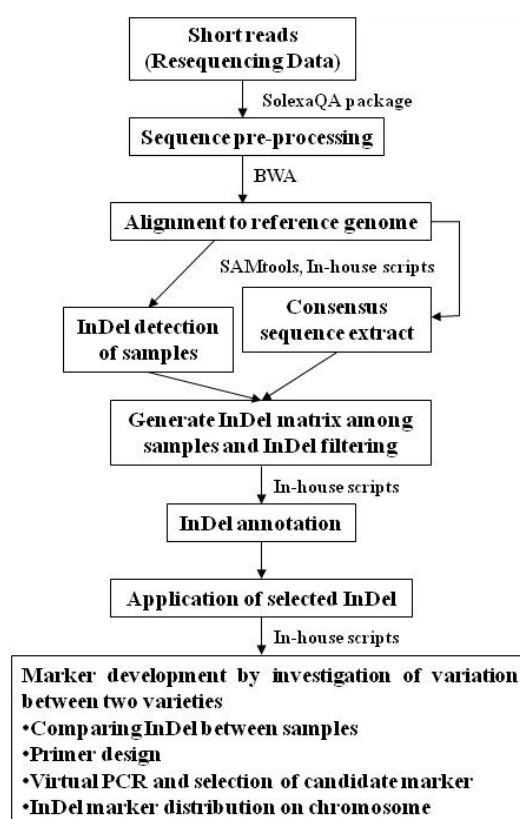 Short reads
(Resequencing Data)
SolexaQA package
Sequence pre-processing
BWA
Alignment to reference genome
SAMtools, In-house scripts
InDel detection
of samples
Consensus
sequence extract
Generate InDel matrix among
samples and InDel filtering
In-house scripts
InDel annotation
Application of selected InDel
In-house scripts
Marker development by investigation of variation
between two varieties
•Comparing InDel between samples
•Primer design
•Virtual PCR and selection of candidate marker
•InDel marker distribution on chromosome